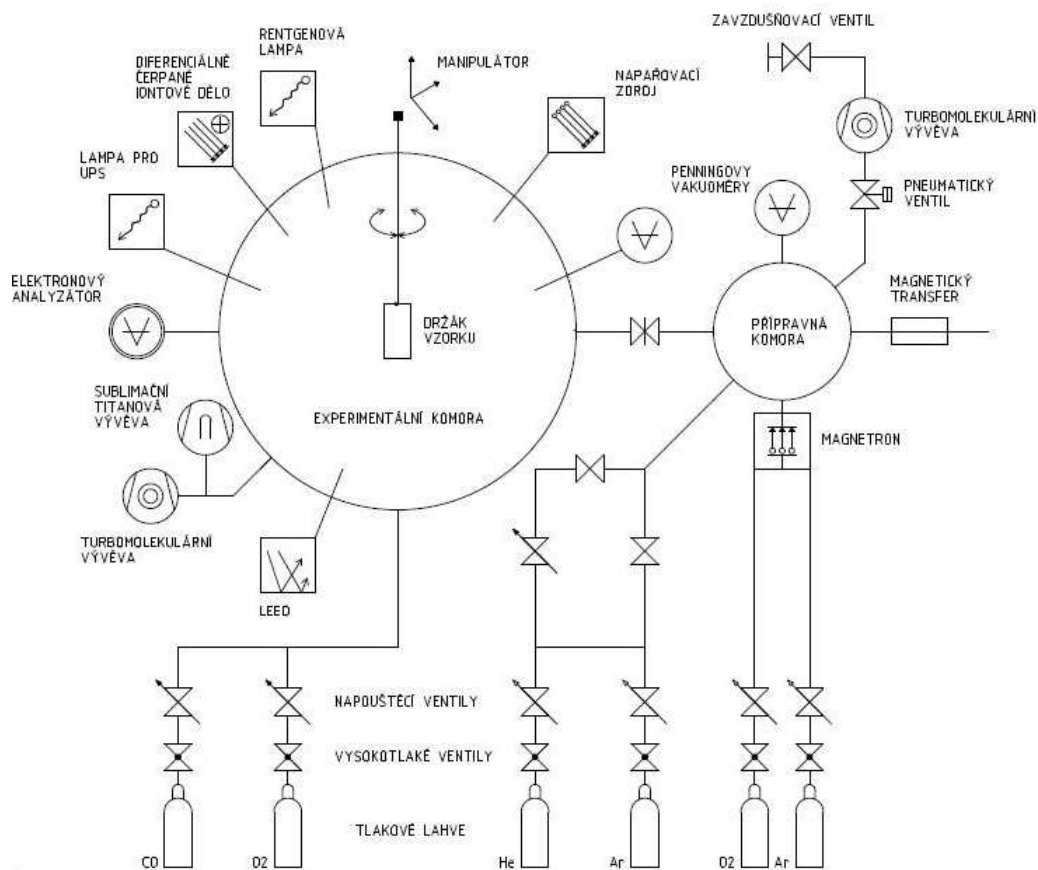 ZAVZDUŠŇOVACÍ VENTIL
RENTGENOVÁ
LAMPA
DIFERENCIÁLNĚ
ČERPANÉ
IONTOVÉ DĚLO
MANIPULÁTOR
NAPAŘOVACÍ
ZDROJ
TURBOMOLEKULÁRNÍ
VÝVĚVA
LAMPA PRO
UPS
PENNINGOVY
VAKUOMĚRY
PNEUMATICKÝ
VENTIL
ELEKTRONOVÝ
ANALYZÁTOR
MAGNETICKÝ
TRANSFER
DRŽÁK
VZORKU
PŘÍPRAVNÁ
KOMORA
SUBLIMAČNÍ
TITANOVÁ
VÝVĚVA
EXPERIMENTÁLNÍ KOMORA
MAGNETRON
TURBOMOLEKULÁRNÍ
VÝVĚVA
LEED
NAPOUŠTĚCÍ VENTILY
VYSOKOTLAKÉ VENTILY
TLAKOVÉ LAHVE
CO
O2
He
Ar
O2
Ar